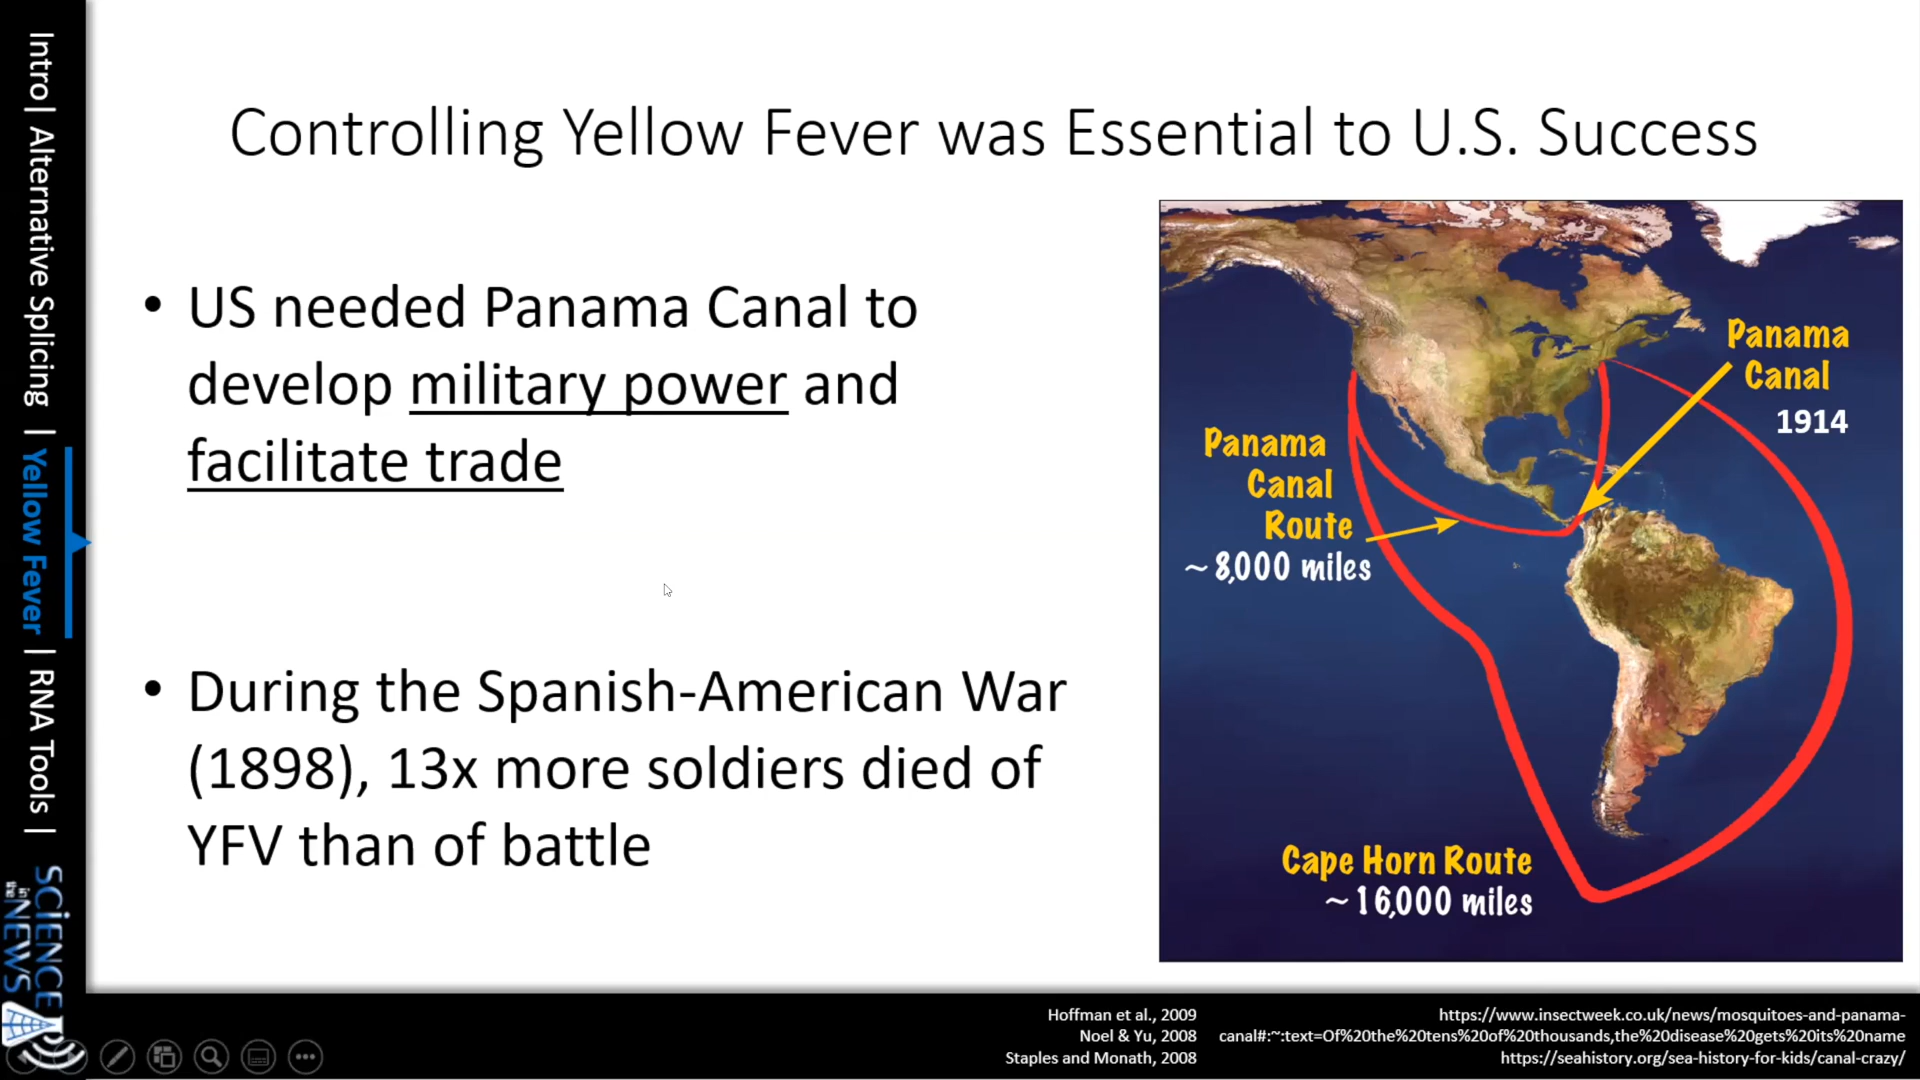 Intro| Alternative Splicing | Yellow Fever | RNA Tools |
SCIENCE
in the
NEWS
Controlling Yellow Fever was Essential to U.S. Success
• US needed Panama Canal to
develop military power and
facilitate trade
• During the Spanish-American War
(1898), 13x more soldiers died of
YFV than of battle
Panama
Canal
1914
Panama
Canal
Route
~ 8,000 miles
Cape Horn Route
~ 16,000 miles
Hoffman et al., 2009
Noel & Yu, 2008
Staples and Monath, 2008
https://www.insectweek.co.uk/news/mosquitoes-and-panama-
canal#:~:text=Of%20the%20tens%20of%20thousands,the%20disease%20gets%20its%20name
https://seahistory.org/sea-history-for-kids/canal-crazy/